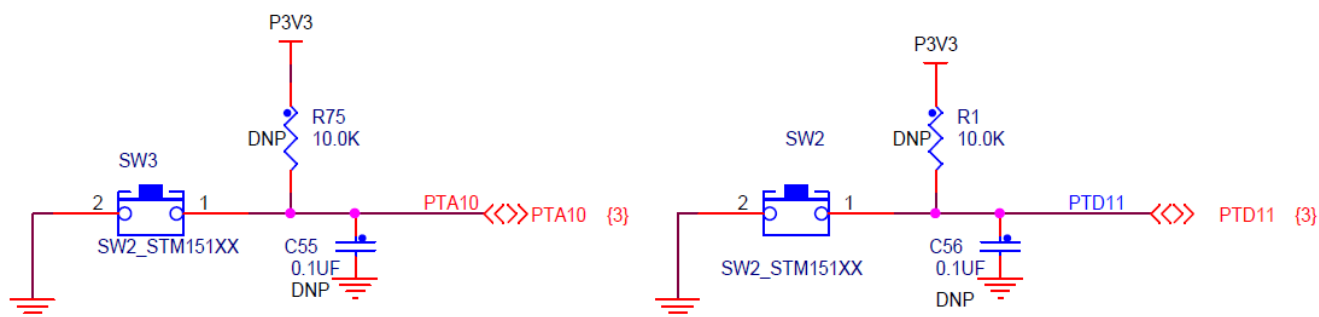 P3V3
R75
DNP
10.0K
SW3
2
1
PTA10
PTA10 {3}
SW2_STM151XX
C55
0.1UF
DNP
P3V3
R1
DNP
10.0K
SW2
2
1
PTD11
PTD11 {3}
SW2_STM151XX
C56
0.1UF
DNP